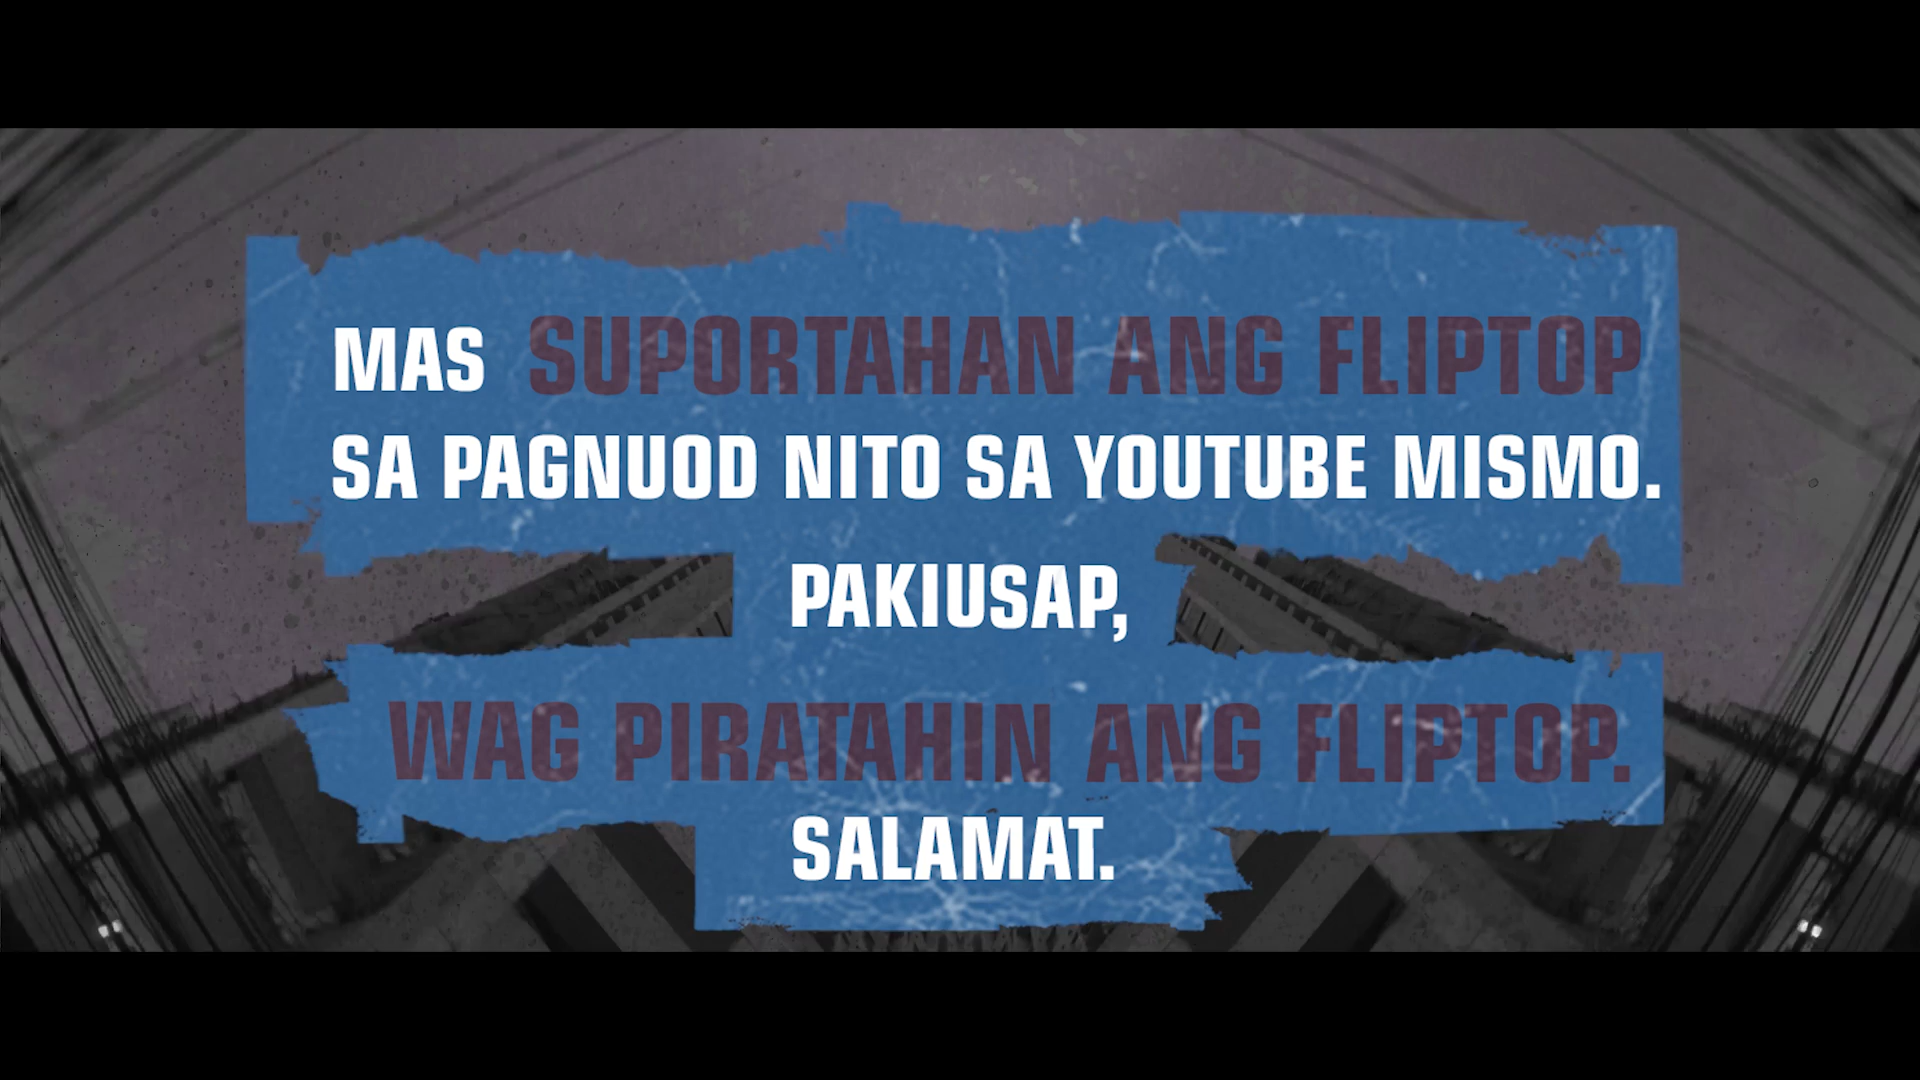 MAS SUPORTAHAN ANG FLIPTOP
SA PAGNUOD NITO SA YOUTUBE MISMO.
PAKIUSAP,
WAG PIRATAHIN ANG FLIPTOP.
SALAMAT.